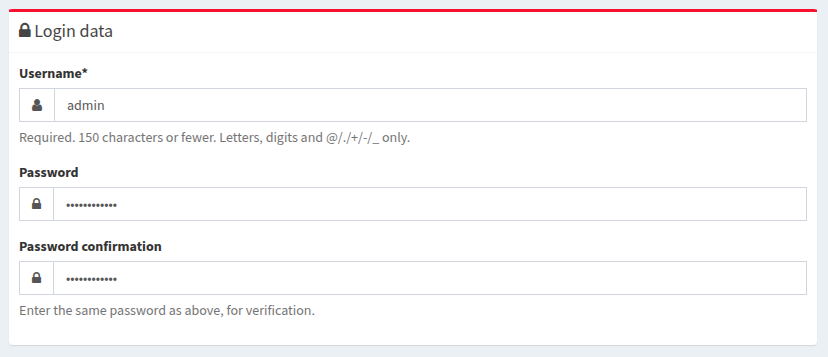 Login data
Username*
admin
Required. 150 characters or fewer. Letters, digits and @/./+/-/_ only.
Password
••••••••••••
Password confirmation
••••••••••••
Enter the same password as above, for verification.